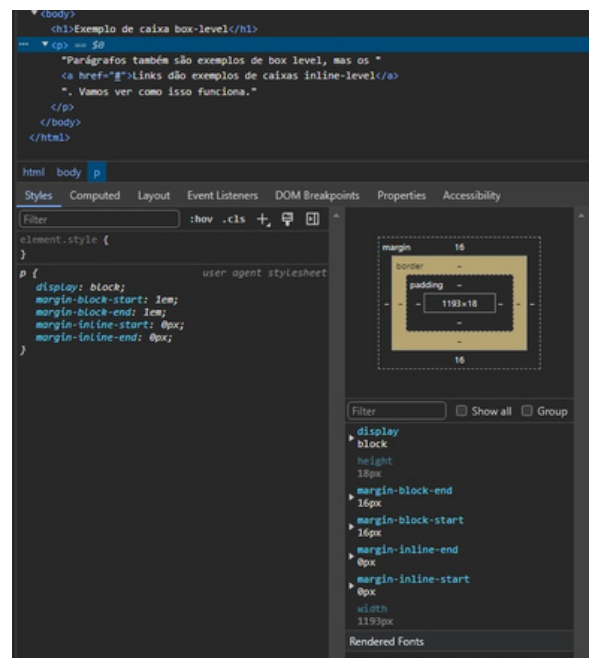 <body>
<h1>Exemplo de caixa box-level</h1>
... <p> == $0
"Parágrafos também são exemplos de box level, mas os "
<a href="#">Links dão exemplos de caixas inline-level</a>
". Vamos ver como isso funciona."
</p>
</body>
</html>
html body p
Styles Computed Layout Event Listeners DOM Breakpoints Properties Accessibility
Filter :hov .cls +
element.style {
}
p { user agent stylesheet
display: block;
margin-block-start: 1em;
margin-block-end: 1em;
margin-inline-start: 0px;
margin-inline-end: 0px;
}
margin 16
border -
padding -
- - - 1193×18 - - -
-
-
16
Filter Show all Group
display
block
height
18px
margin-block-end
16px
margin-block-start
16px
margin-inline-end
0px
margin-inline-start
0px
width
1193px
Rendered Fonts